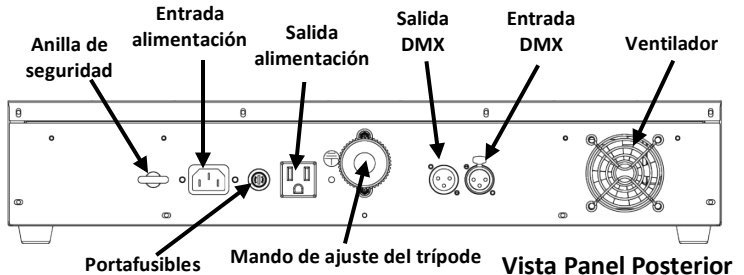 Anilla de
seguridad
Entrada
alimentación
Salida
alimentación
Salida
DMX
Entrada
DMX
Ventilador
Portafusibles
Mando de ajuste del trípode
Vista Panel Posterior